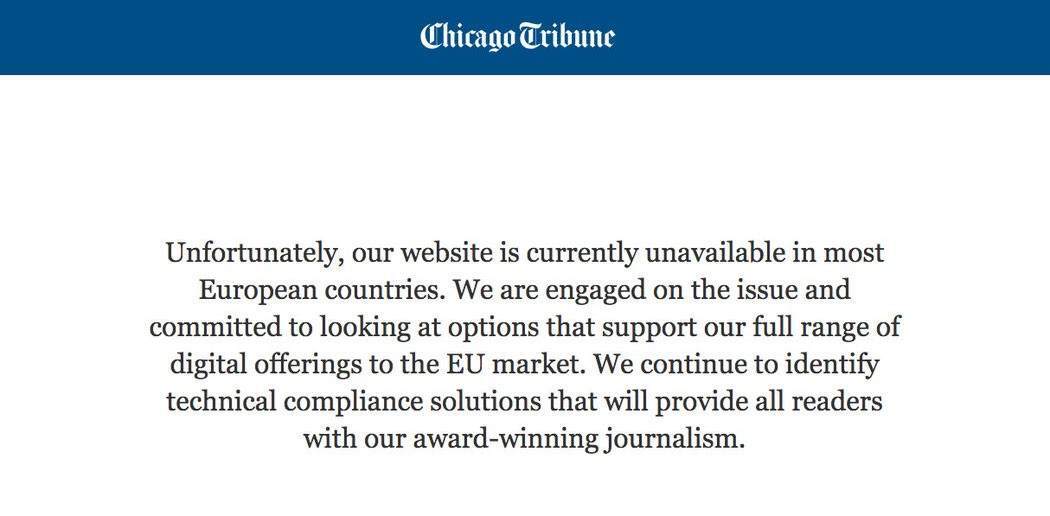 Chicago Tribune
Unfortunately, our website is currently unavailable in most
European countries. We are engaged on the issue and
committed to looking at options that support our full range of
digital offerings to the EU market. We continue to identify
technical compliance solutions that will provide all readers
with our award-winning journalism.